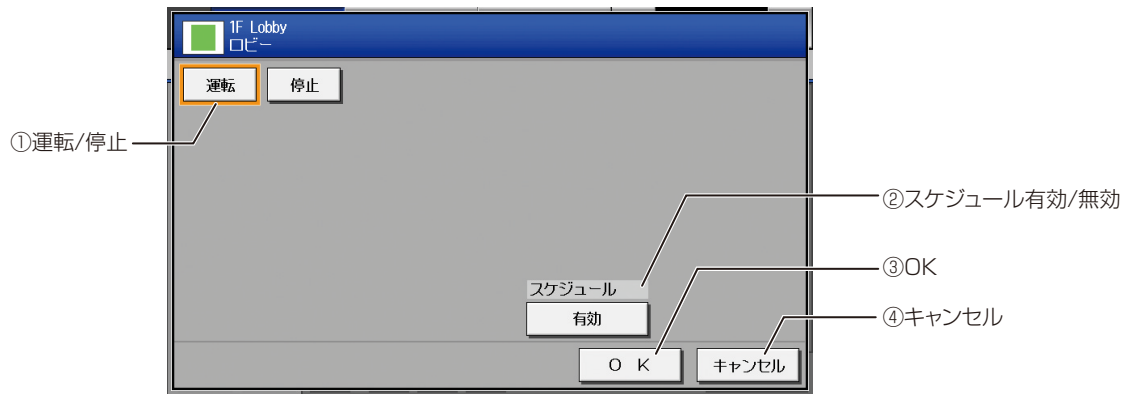 1F Lobby
ロビー
運転 停止
①運転/停止
②スケジュール有効/無効
③OK
スケジュール
有効
④キャンセル
O K キャンセル